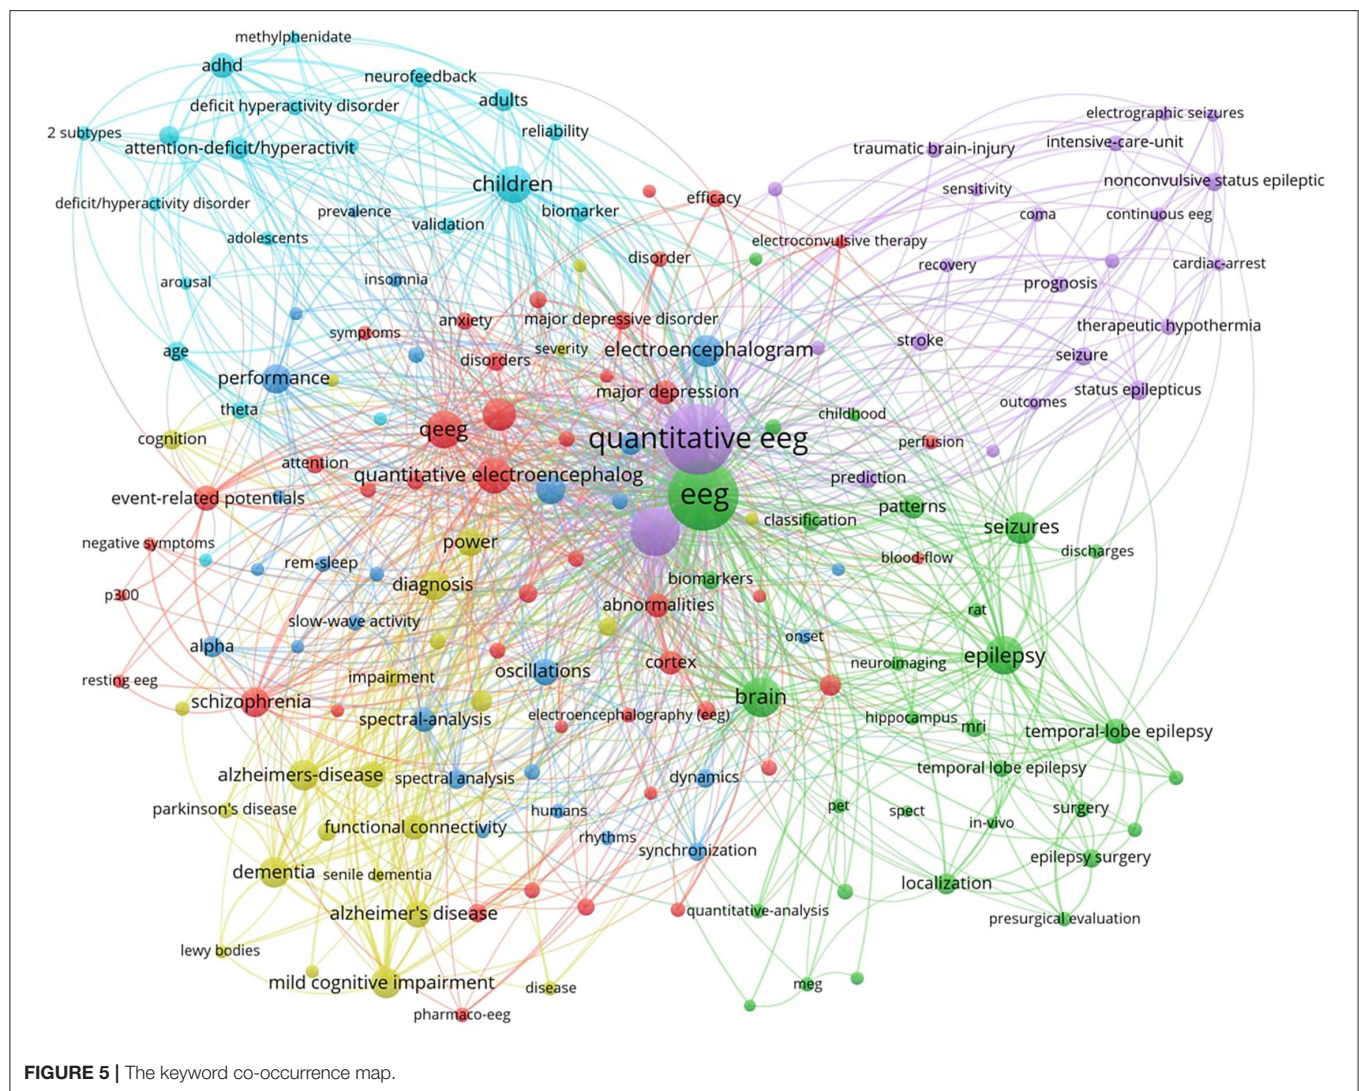 methylphenidate
adhd
neurofeedback
deficit hyperactivity disorder
adults
2 subtypes
reliability
attention-deficit/hyperactivit
children
deficit/hyperactivity disorder
prevalence
biomarker
validation
adolescents
arousal
insomnia
age
performance
theta
electrographic seizures
traumatic brain-injury
intensive-care-unit
sensitivity
nonconvulsive status epileptic
coma
continuous eeg
efficacy
electroconvulsive therapy
disorder
recovery
cardiac-arrest
prognosis
anxiety
major depressive disorder
symptoms
therapeutic hypothermia
stroke
disorders
severity
electroencephalogram
seizure
status epilepticus
major depression
outcomes
childhood
cognition
qeeg
quantitative eeg
perfusion
attention
quantitative electroencephalog
prediction
event-related potentials
eeg
patterns
classification
seizures
negative symptoms
power
discharges
blood-flow
rem-sleep
diagnosis
biomarkers
p300
abnormalities
rat
slow-wave activity
onset
alpha
cortex
neuroimaging
epilepsy
oscillations
resting eeg
impairment
schizophrenia
brain
spectral-analysis
electroencephalography (eeg)
hippocampus
mri
temporal-lobe epilepsy
alzheimers-disease
spectral analysis
dynamics
temporal lobe epilepsy
parkinson's disease
humans
pet
spect
surgery
in-vivo
functional connectivity
rhythms
synchronization
epilepsy surgery
dementia
senile dementia
localization
alzheimer's disease
quantitative-analysis
presurgical evaluation
lewy bodies
mild cognitive impairment
disease
meg
pharmaco-eeg
FIGURE 5 | The keyword co-occurrence map.